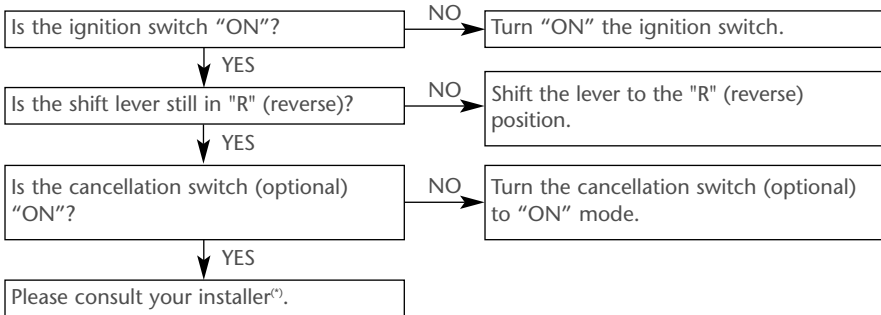 Is the ignition switch “ON”?
NO
Turn “ON” the ignition switch.
YES
Is the shift lever still in "R" (reverse)?
NO
Shift the lever to the "R" (reverse)
position.
YES
Is the cancellation switch (optional)
“ON”?
NO
Turn the cancellation switch (optional)
to “ON” mode.
YES
Please consult your installer(*).